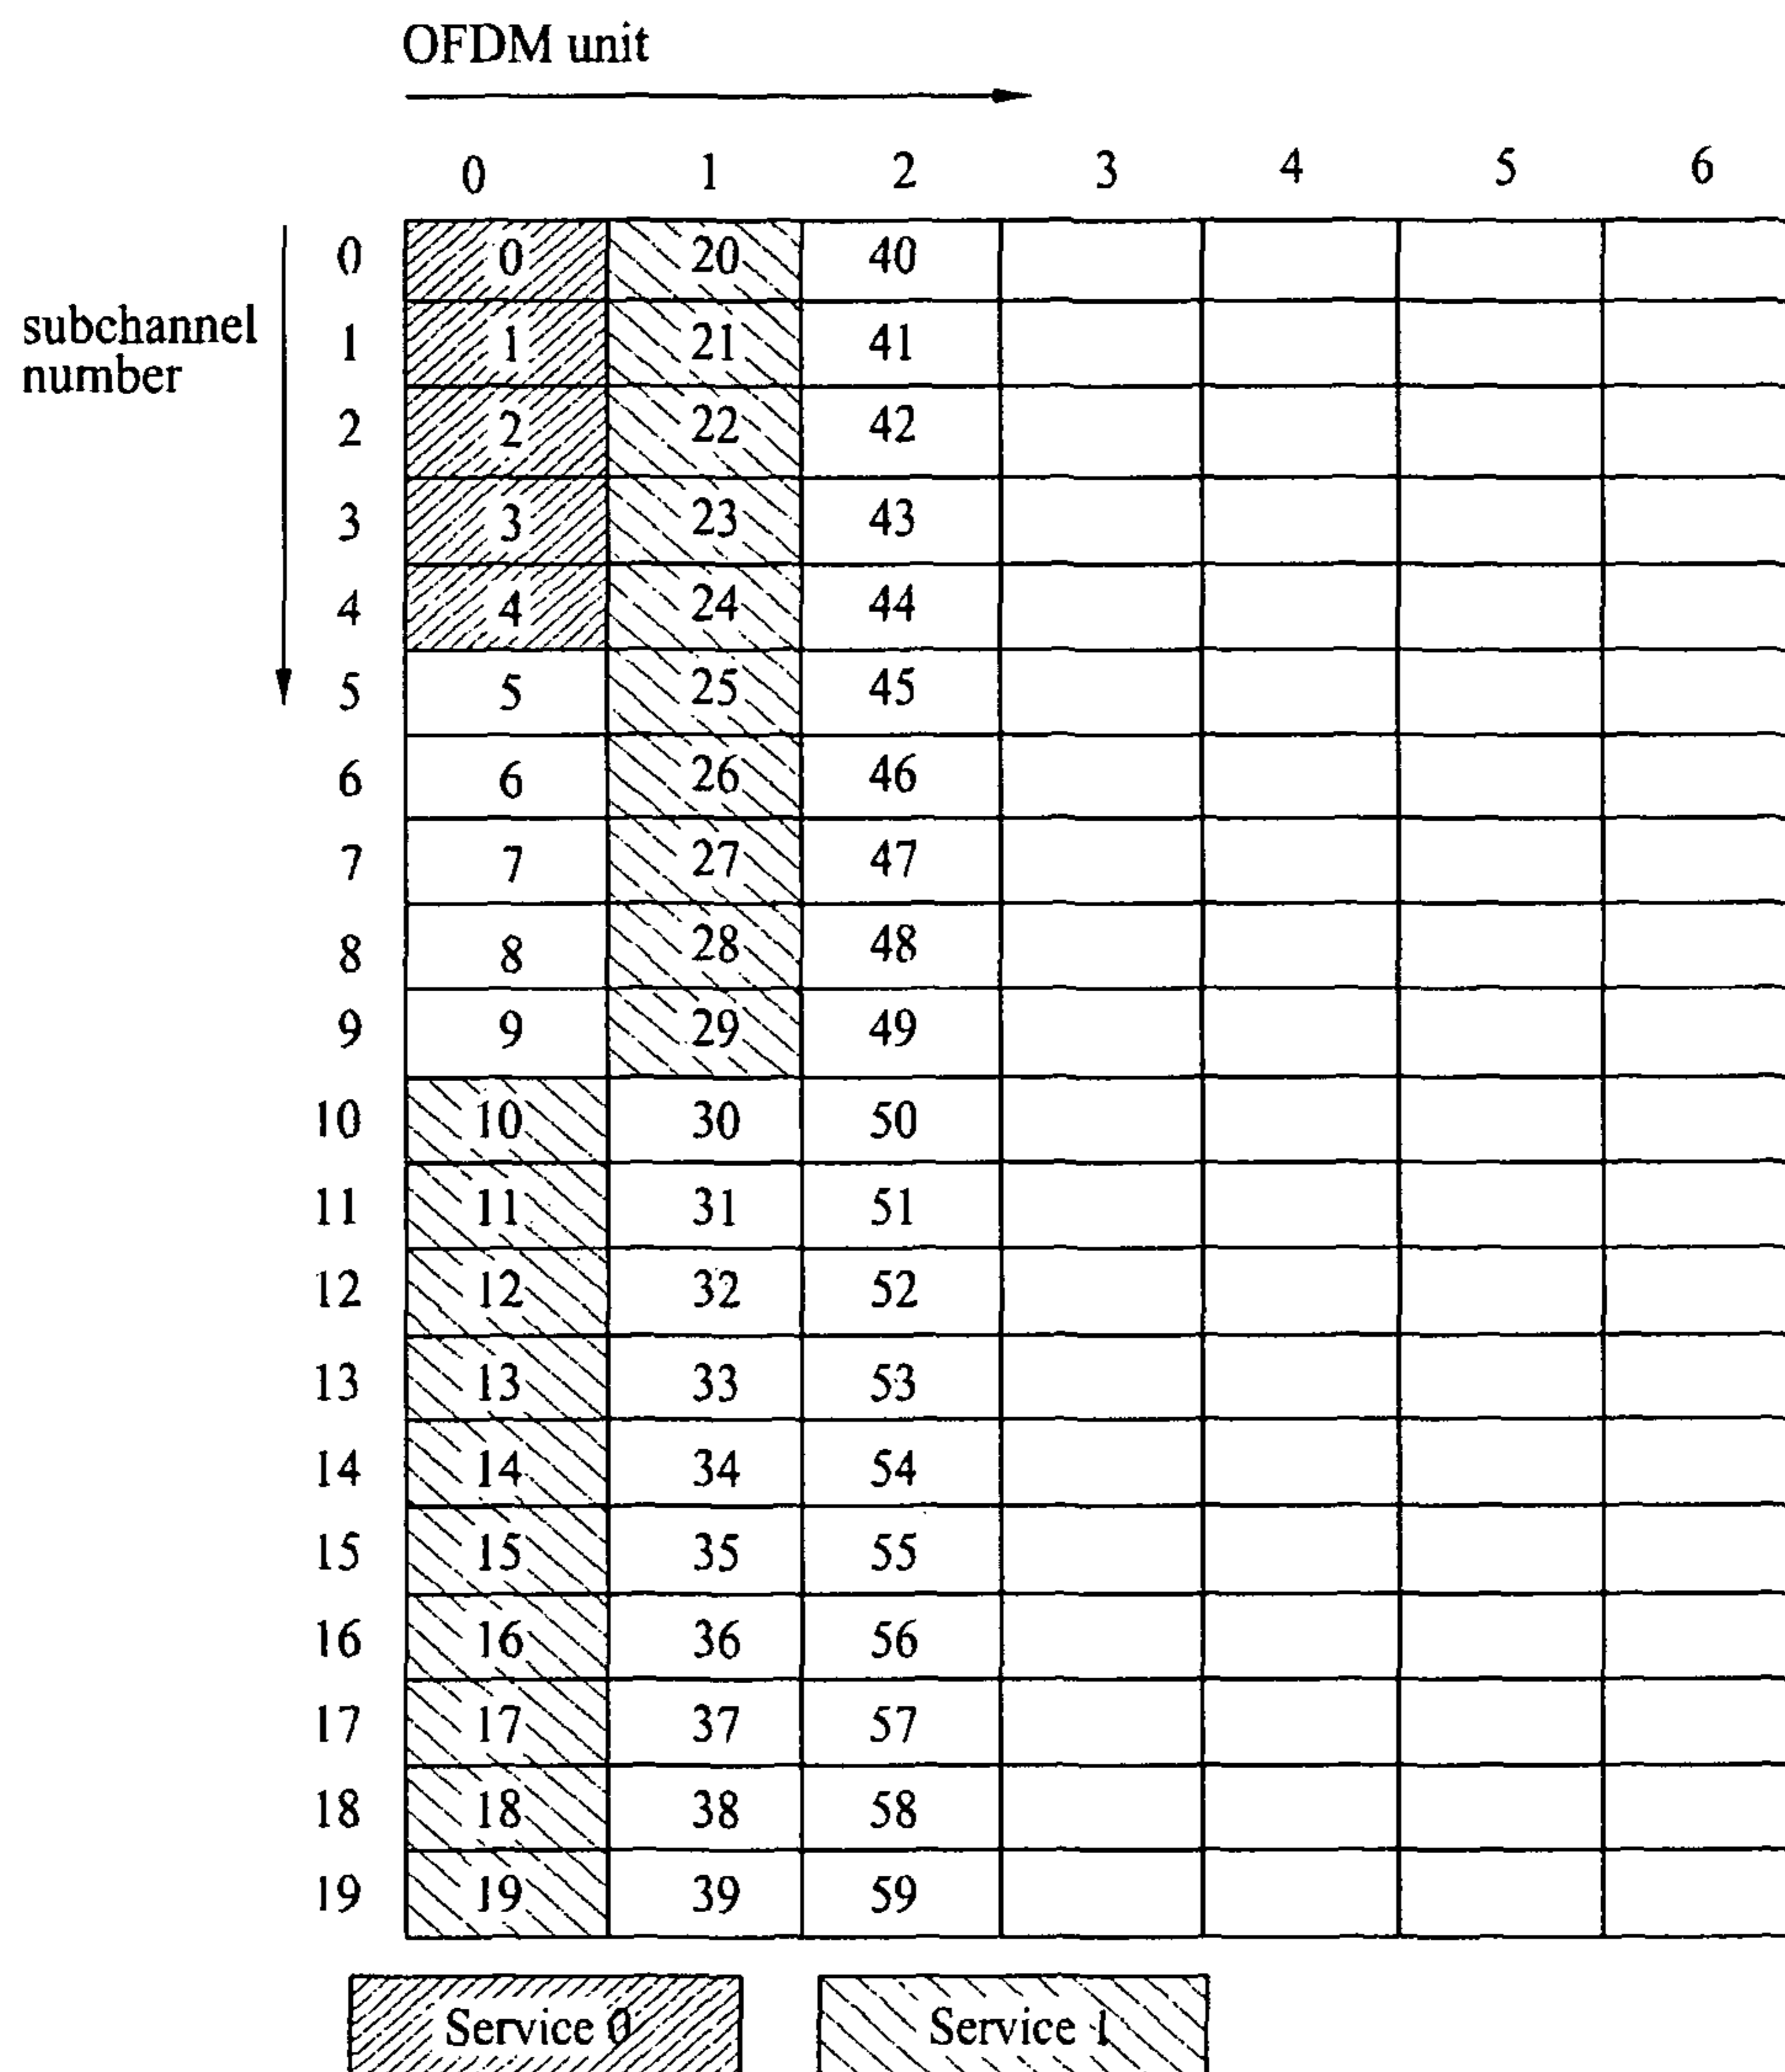 OFDM unit
0 1 2 3 4 5 6
subchannel
number
0 0 20 40
1 1 21 41
2 2 22 42
3 3 23 43
4 4 24 44
5 5 25 45
6 6 26 46
7 7 27 47
8 8 28 48
9 9 29 49
10 10 30 50
11 11 31 51
12 12 32 52
13 13 33 53
14 14 34 54
15 15 35 55
16 16 36 56
17 17 37 57
18 18 38 58
19 19 39 59
Service 0 Service 1